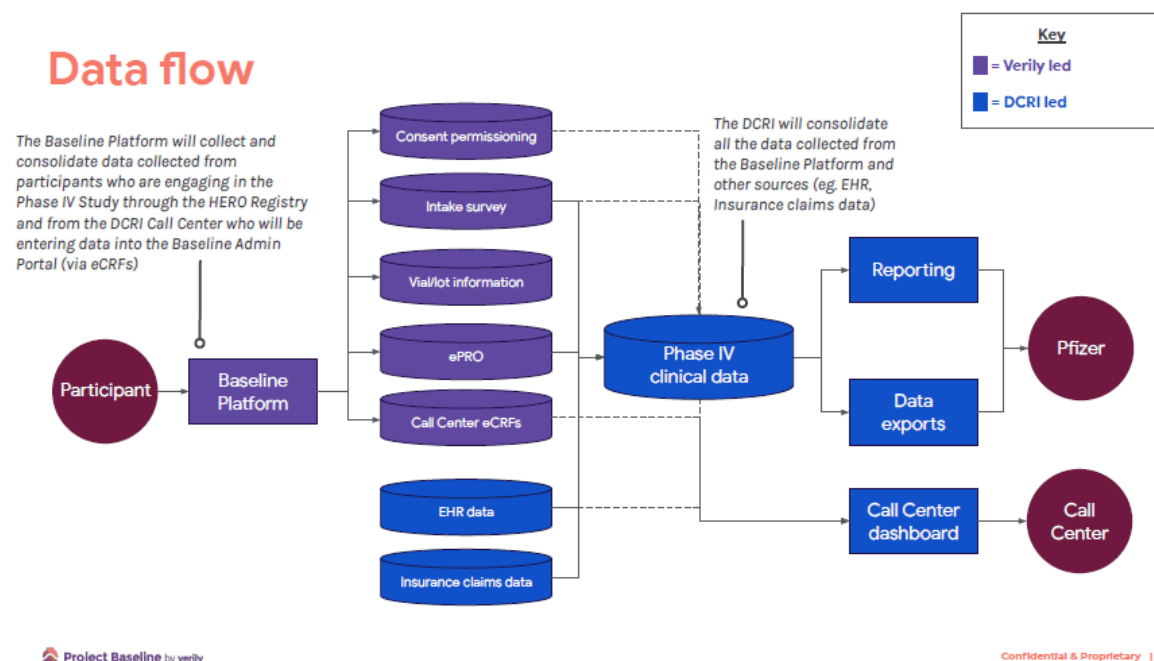 Data flow
Key
= Verily led
= DCRI led
The Baseline Platform will collect and
consolidate data collected from
participants who are engaging in the
Phase IV Study through the HERO Registry
and from the DCRI Call Center who will be
entering data into the Baseline Admin
Portal (via eCRFs)
The DCRI will consolidate
all the data collected from
the Baseline Platform and
other sources (eg. EHR,
Insurance claims data)
Participant
Baseline
Platform
Consent permissioning
Intake survey
Vial/lot information
ePRO
Call Center eCRFs
EHR data
Insurance claims data
Phase IV
clinical data
Reporting
Data
exports
Call Center
dashboard
Pfizer
Call
Center
Project Baseline by verily
Confidential & Proprietary |